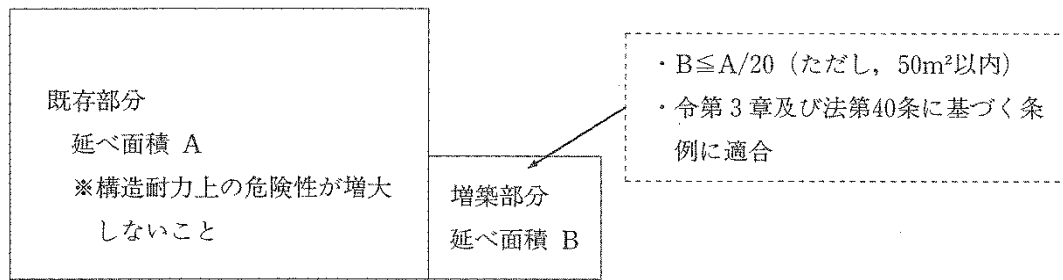 既存部分
延べ面積 A
※構造耐力上の危険性が増大
しないこと
増築部分
延べ面積 B
・B≦A/20（ただし，50m²以内）
・令第3章及び法第40条に基づく条
例に適合